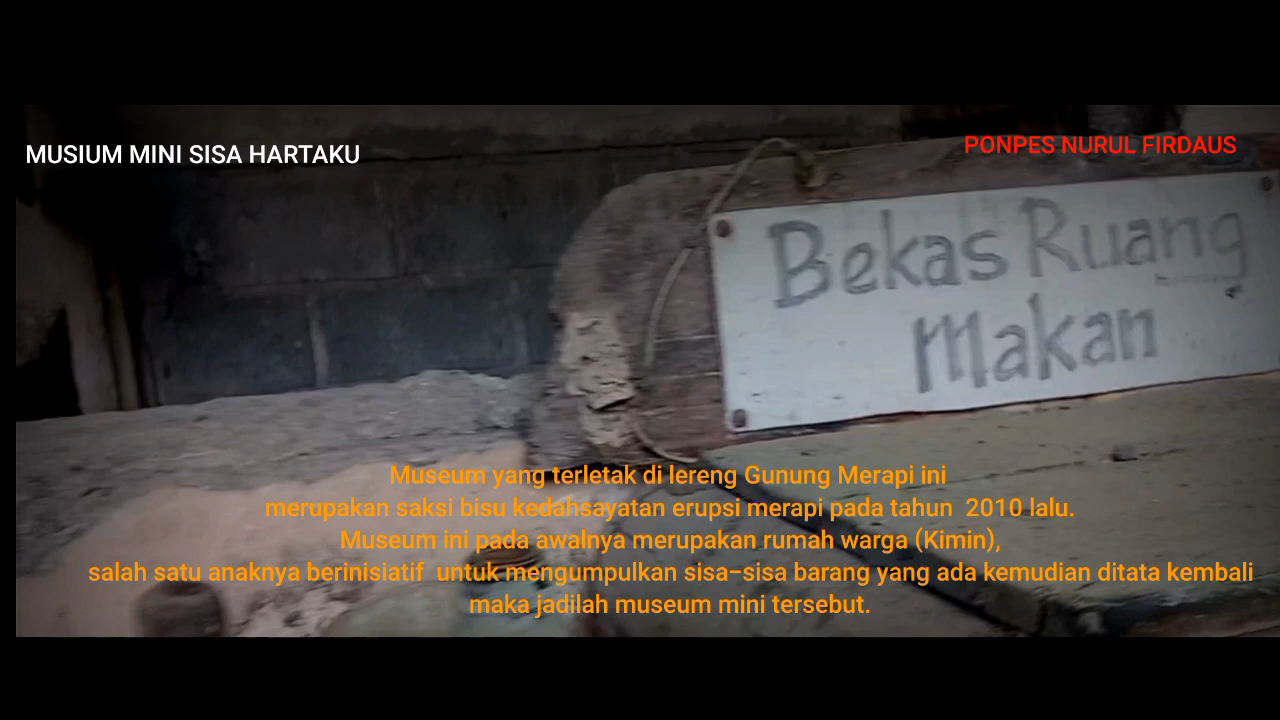 MUSIUM MINI SISA HARTAKU
PONPES NURUL FIRDAUS
Bekas Ruang
Makan
Museum yang terletak di lereng Gunung Merapi ini
merupakan saksi bisu kedahsayatan erupsi merapi pada tahun 2010 lalu.
Museum ini pada awalnya merupakan rumah warga (Kimin),
salah satu anaknya berinisiatif untuk mengumpulkan sisa-sisa barang yang ada kemudian ditata kembali
maka jadilah museum mini tersebut.